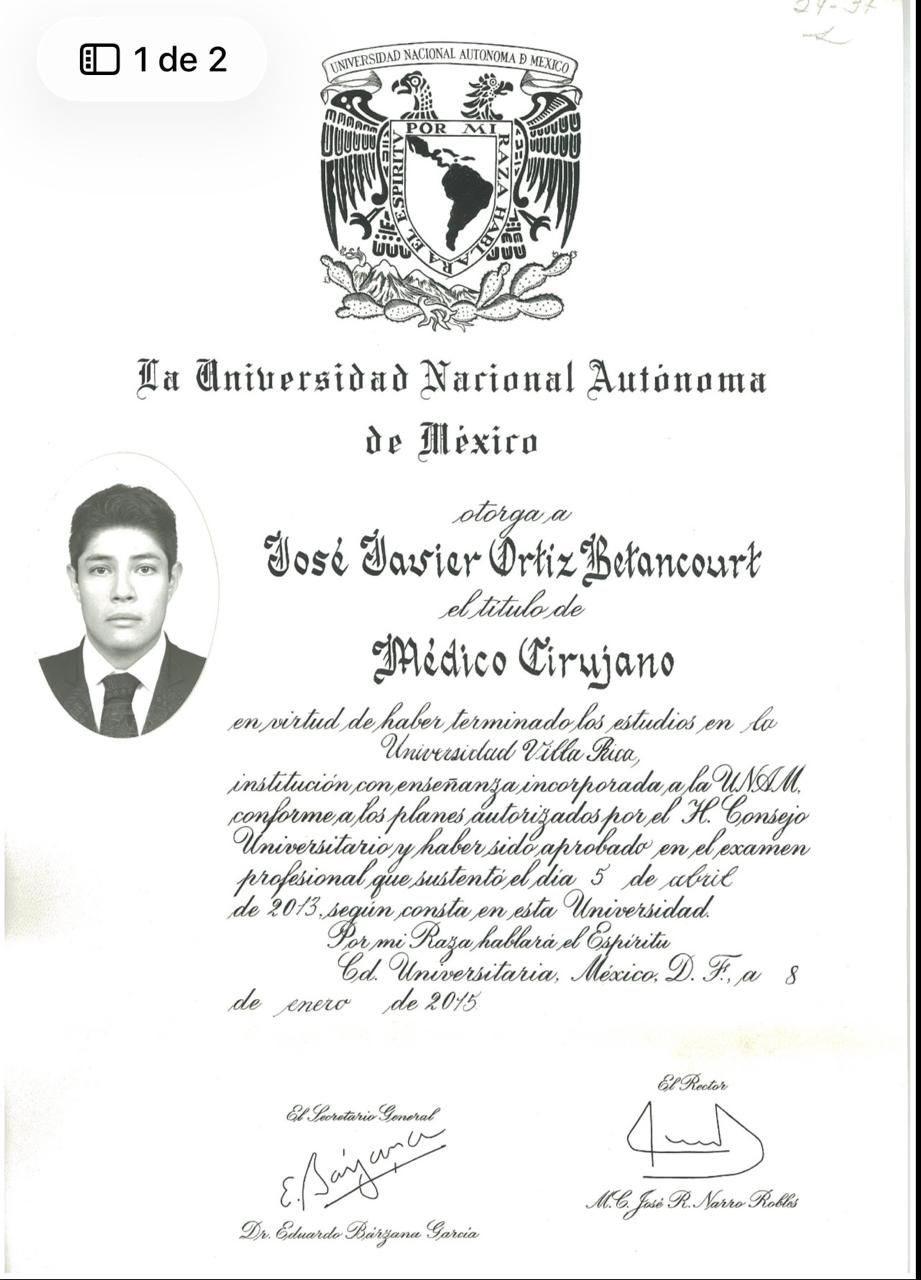 24-37
1 de 2
UNIVERSIDAD NACIONAL AUTONOMA D MEXICO
POR MI RAZA HABLARA EL ESPIRITU
La Universidad Nacional Autónoma
de México
otorga a
José Javier Ortiz Betancourt
el título de
Médico Cirujano
en virtud de haber terminado los estudios en la
Universidad Villa Rica,
institución con enseñanza incorporada a la UNAM,
conforme a los planes autorizados por el H. Consejo
Universitario y haber sido aprobado en el examen
profesional que sustentó el día 5 de abril
de 2013, según consta en esta Universidad.
Por mi Raza hablará el Espíritu
Cd. Universitaria, México, D. F., a 8
de enero de 2015
El Rector
El Secretario General
E. Bárzana
M.C. José R. Narro Robles
Dr. Eduardo Bárzana García